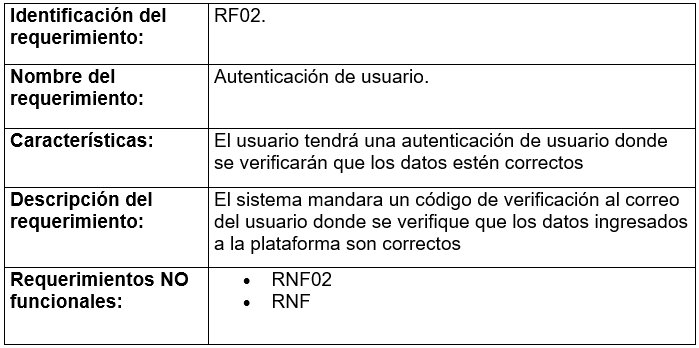 Identificación del
requerimiento:
RF02.
Nombre del
requerimiento:
Autenticación de usuario.
Características:
El usuario tendrá una autenticación de usuario donde
se verificarán que los datos estén correctos
Descripción del
requerimiento:
El sistema mandara un código de verificación al correo
del usuario donde se verifique que los datos ingresados
a la plataforma son correctos
Requerimientos NO
funcionales:
• RNF02
• RNF